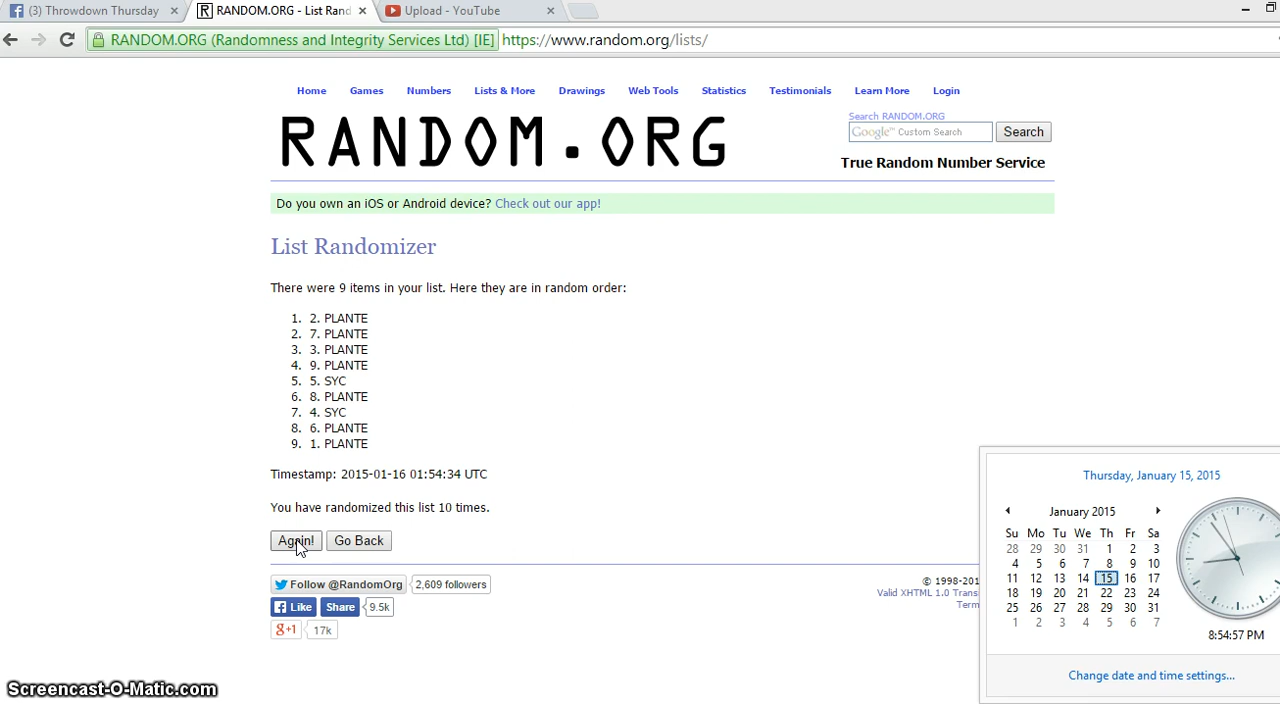 (3) Throwdown Thursday
RANDOM.ORG - List Rand
Upload - YouTube
RANDOM.ORG (Randomness and Integrity Services Ltd) [IE] https://www.random.org/lists/
Home Games Numbers Lists & More Drawings Web Tools Statistics Testimonials Learn More Login
RANDOM.ORG
Search RANDOM.ORG
Google™ Custom Search Search
True Random Number Service
Do you own an iOS or Android device? Check out our app!
List Randomizer
There were 9 items in your list. Here they are in random order:
1. 2. PLANTE
2. 7. PLANTE
3. 3. PLANTE
4. 9. PLANTE
5. 5. SYC
6. 8. PLANTE
7. 4. SYC
8. 6. PLANTE
9. 1. PLANTE
Timestamp: 2015-01-16 01:54:34 UTC
You have randomized this list 10 times.
Again! Go Back
Follow @RandomOrg 2,609 followers
Like Share 9.5k
g+1 17k
© 1998-201
Valid XHTML 1.0 Transi
Term
Thursday, January 15, 2015
January 2015
Su Mo Tu We Th Fr Sa
28 29 30 31 1 2 3
4 5 6 7 8 9 10
11 12 13 14 15 16 17
18 19 20 21 22 23 24
25 26 27 28 29 30 31
1 2 3 4 5 6 7
8:54:57 PM
Change date and time settings...
Screencast-O-Matic.com